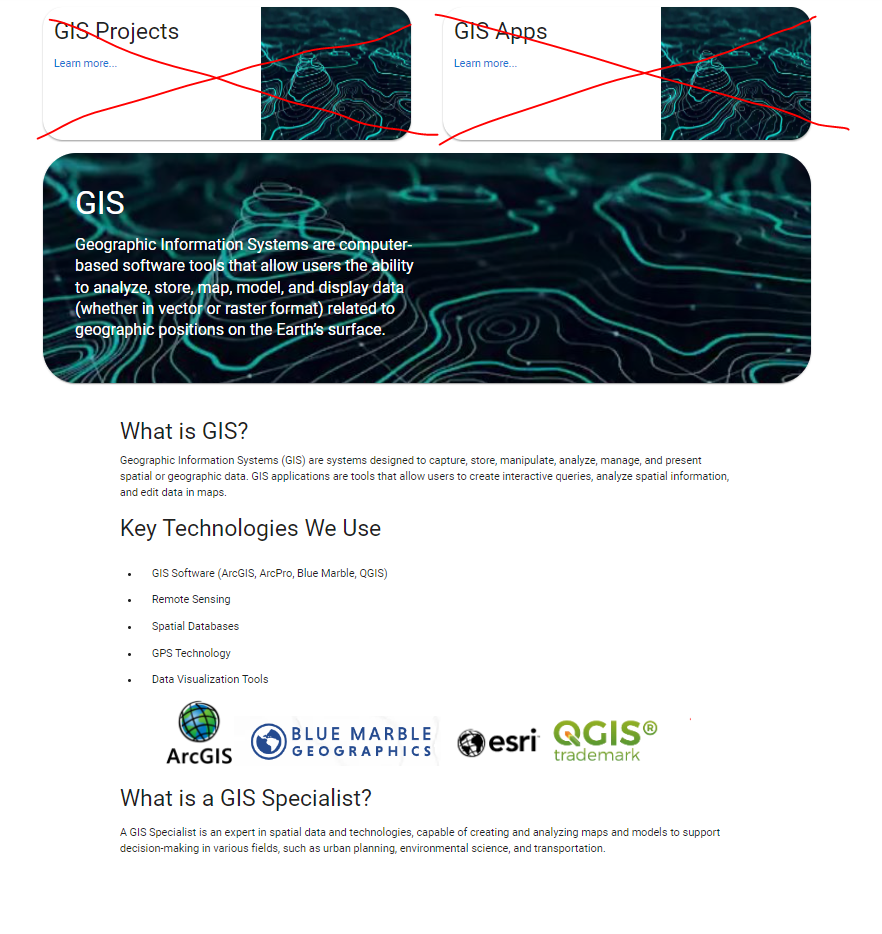 GIS Projects
Learn more...
GIS Apps
Learn more...
GIS
Geographic Information Systems are computer-
based software tools that allow users the ability
to analyze, store, map, model, and display data
(whether in vector or raster format) related to
geographic positions on the Earth's surface.
What is GIS?
Geographic Information Systems (GIS) are systems designed to capture, store, manipulate, analyze, manage, and present
spatial or geographic data. GIS applications are tools that allow users to create interactive queries, analyze spatial information,
and edit data in maps.
Key Technologies We Use
• GIS Software (ArcGIS, ArcPro, Blue Marble, QGIS)
• Remote Sensing
• Spatial Databases
• GPS Technology
• Data Visualization Tools
ArcGIS
BLUE MARBLE
GEOGRAPHICS
esri
QGIS®
trademark
What is a GIS Specialist?
A GIS Specialist is an expert in spatial data and technologies, capable of creating and analyzing maps and models to support
decision-making in various fields, such as urban planning, environmental science, and transportation.